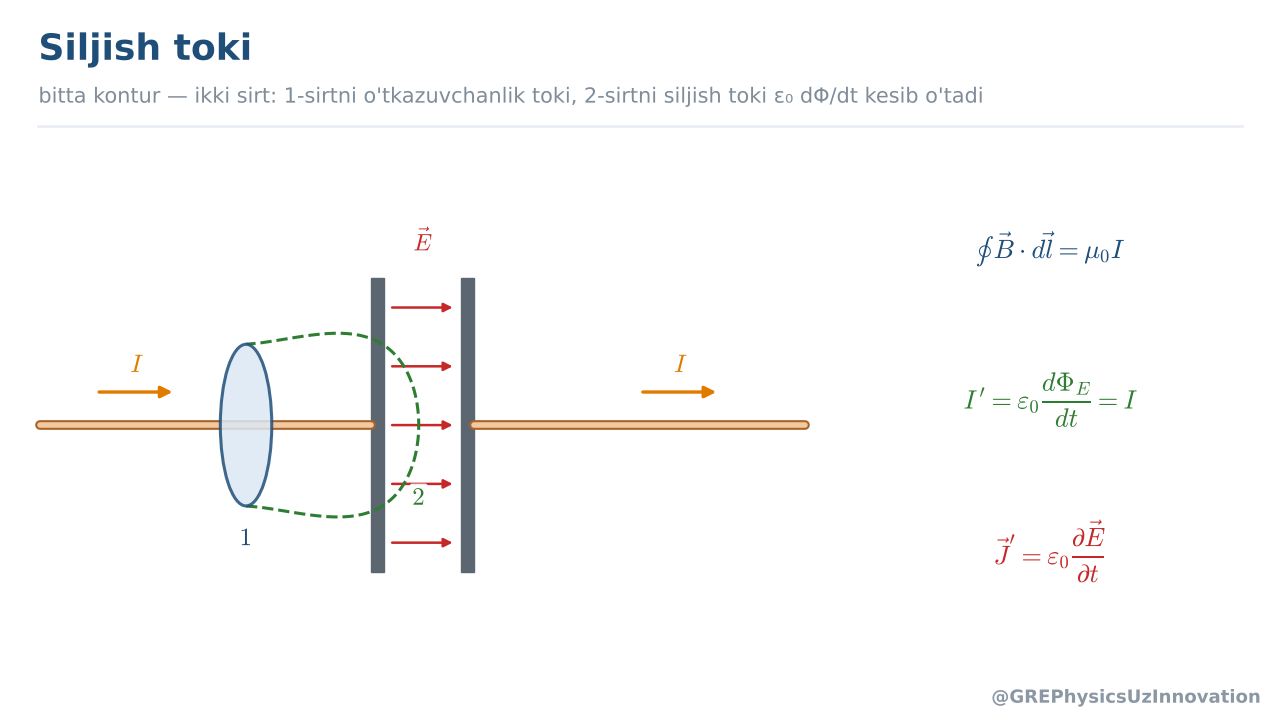 Siljish toki
bitta kontur — ikki sirt: 1-sirtni o'tkazuvchanlik toki, 2-sirtni siljish toki ε₀ dΦ/dt kesib o'tadi
E⃗
∮B⃗ · dl⃗ = μ₀I
I
I
I′ = ε₀ dΦ_E/dt = I
2
1
J⃗′ = ε₀ ∂E⃗/∂t
@GREPhysicsUzInnovation